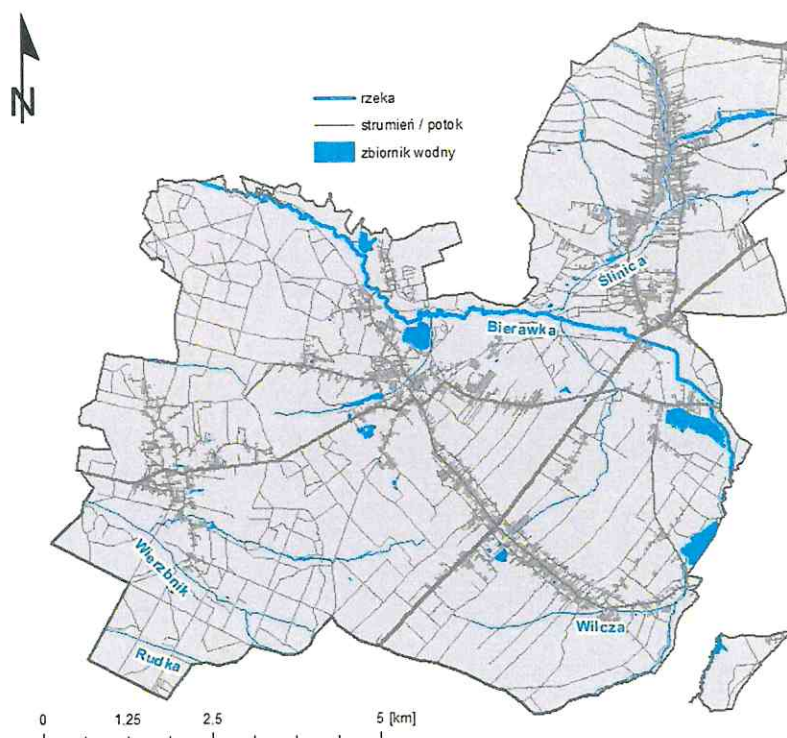 N
rzeka
strumień / potok
zbiornik wodny
Ślinica
Bierawka
Wierzbnik
Wilcza
Rudka
0 1.25 2.5 5 [km]